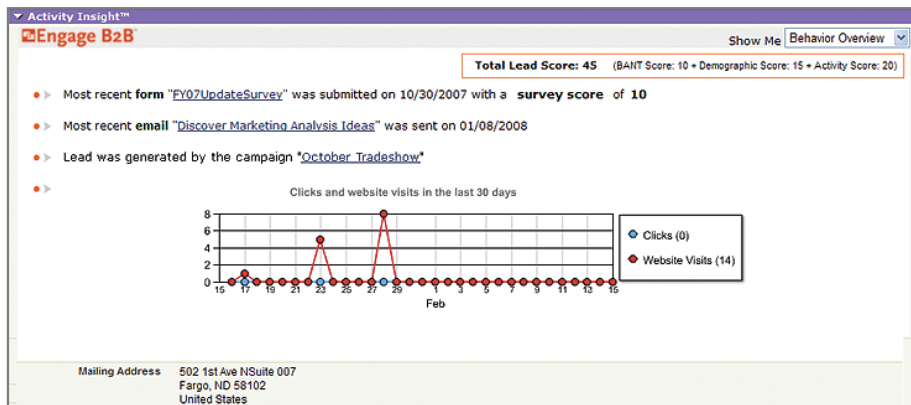 Activity Insight™
Engage B2B
Show Me Behavior Overview
Total Lead Score: 45 (BANT Score: 10 + Demographic Score: 15 + Activity Score: 20)
Most recent form "FY07UpdateSurvey" was submitted on 10/30/2007 with a survey score of 10
Most recent email "Discover Marketing Analysis Ideas" was sent on 01/08/2008
Lead was generated by the campaign "October Tradeshow"
Clicks and website visits in the last 30 days
8
6
4
2
0
Clicks (0)
Website Visits (14)
15 17 19 21 23 25 27 29 1 3 5 7 9 11 13 15
Feb
Mailing Address 502 1st Ave NSuite 007
Fargo, ND 58102
United States